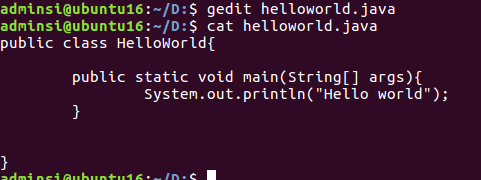 adminsi@ubuntu16:~/D:$ gedit helloworld.java
adminsi@ubuntu16:~/D:$ cat helloworld.java
public class HelloWorld{
public static void main(String[] args){
System.out.println("Hello world");
}
}
adminsi@ubuntu16:~/D:$